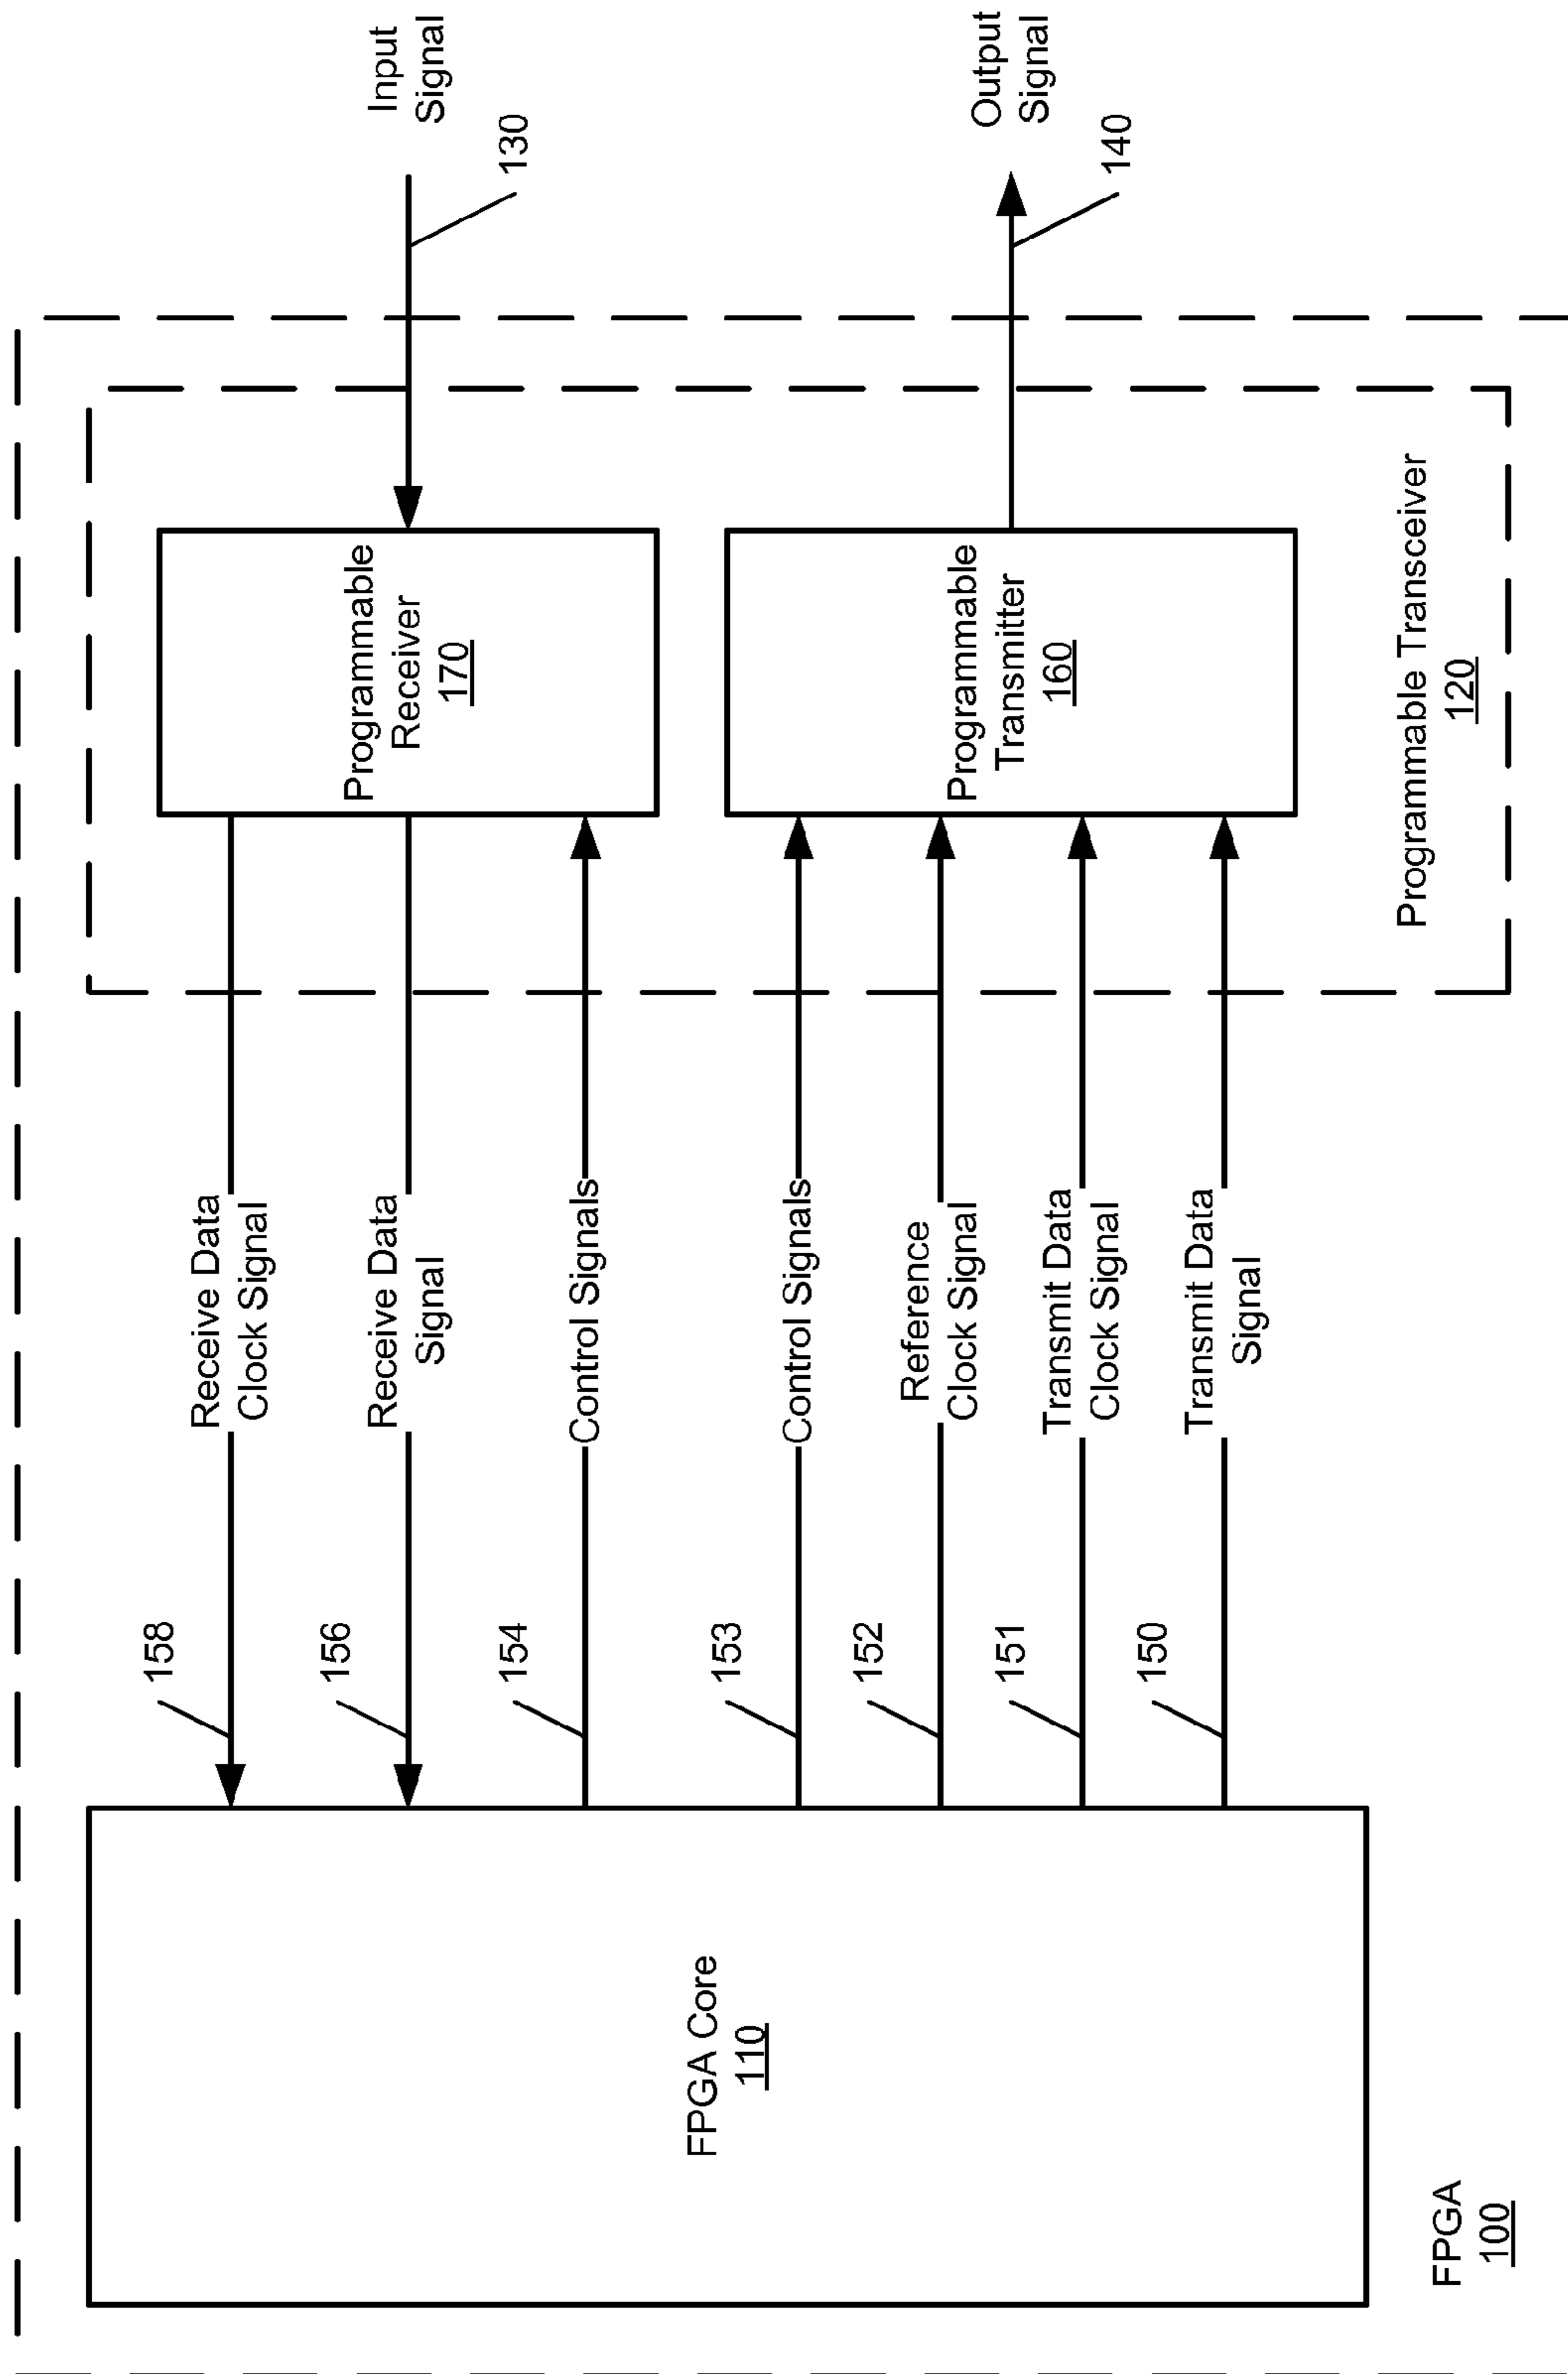 158
Receive Data
Clock Signal
156
Receive Data
Signal
Input
Signal
130
154
Control Signals
Programmable
Receiver
170
153
Control Signals
152
Reference
Clock Signal
151
Transmit Data
Clock Signal
150
Transmit Data
Signal
Programmable
Transmitter
160
Output
Signal
140
FPGA Core
110
Programmable Transceiver
120
FPGA
100